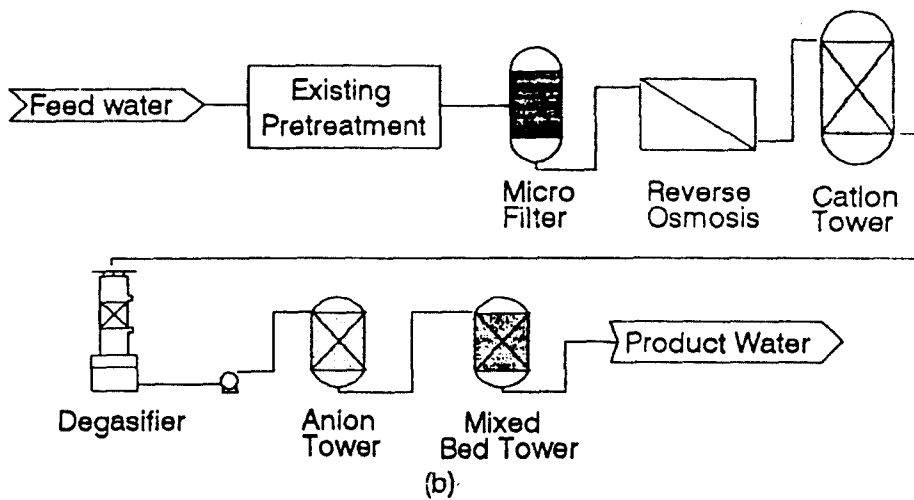 Feed water
Existing
Pretreatment
Micro
Filter
Reverse
Osmosis
Cation
Tower
Degasifier
Anion
Tower
Mixed
Bed Tower
Product Water
(b)